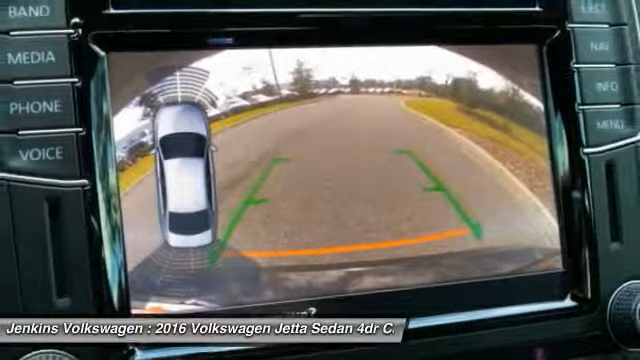 BAND
MEDIA
PHONE
VOICE
NAV
INFO
MENU
Jenkins Volkswagen : 2016 Volkswagen Jetta Sedan 4dr C.